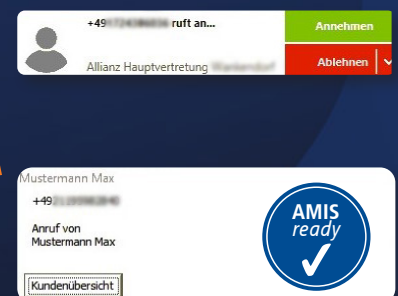 +49 ruft an...
Annehmen
Allianz Hauptvertretung
Ablehnen
Mustermann Max
+49
Anruf von
Mustermann Max
Kundenübersicht
AMIS
ready